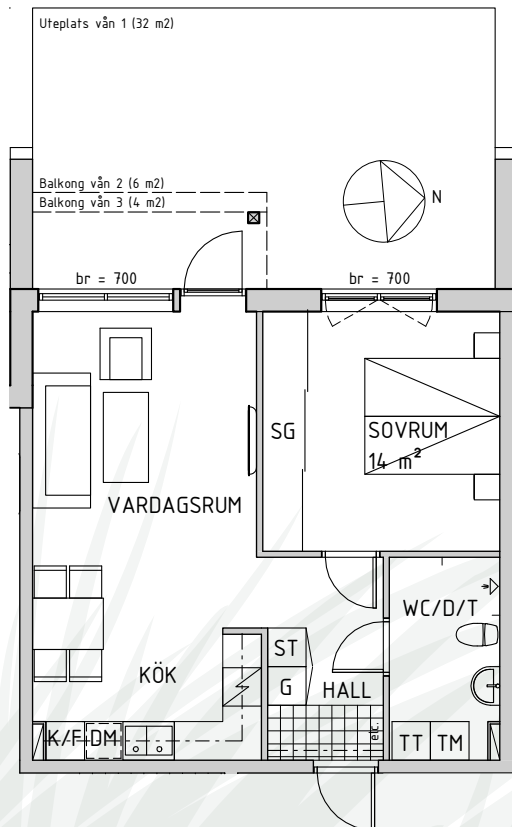 Uteplats vån 1 (32 m2)
Balkong vån 2 (6 m2)
Balkong vån 3 (4 m2)
N
br = 700
br = 700
SG
SOVRUM
14 m²
VARDAGSRUM
WC/D/T
ST
KÖK
G
HALL
K/F
DM
el.c.
TT
TM